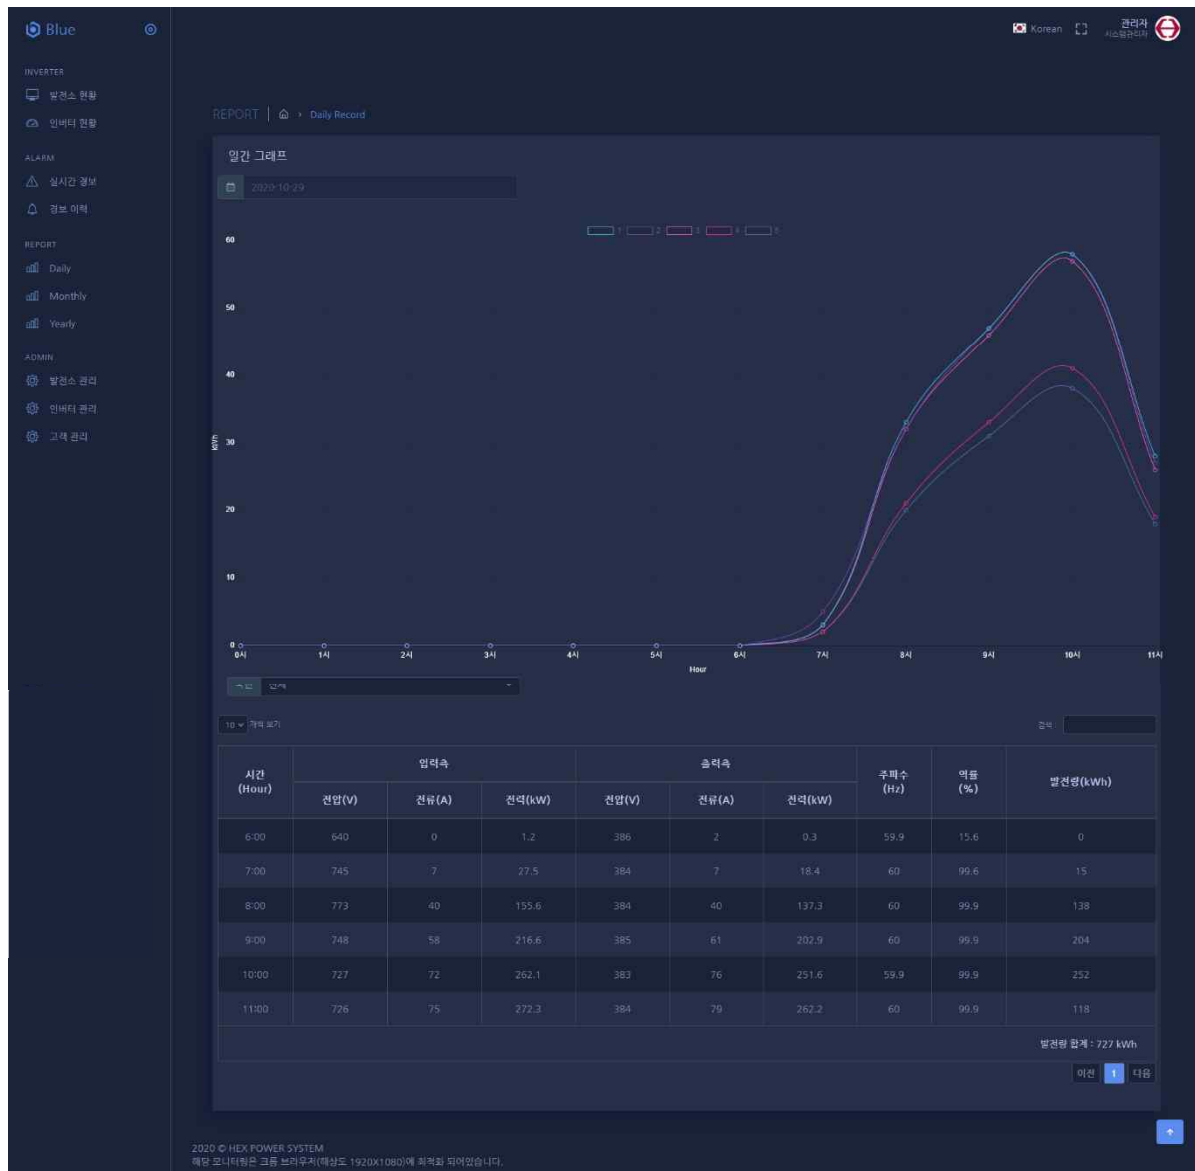 Blue
Korean
관리자
시스템관리자
INVERTER
발전소 현황
인버터 현황
ALARM
실시간 경보
경보 이력
REPORT
Daily
Monthly
Yearly
ADMIN
발전소 관리
인버터 관리
고객 관리
REPORT
Daily Record
일간 그래프
2020-10-29
1 2 3 4 5
60
50
40
30
20
10
0
kWh
0시 1시 2시 3시 4시 5시 6시 7시 8시 9시 10시 11시
Hour
10 개씩 보기
검색
시간 (Hour) 입력측 출력측 주파수 (Hz) 역률 (%) 발전량(kWh)
전압(V) 전류(A) 전력(kW) 전압(V) 전류(A) 전력(kW)
6:00 640 0 1.2 386 2 0.3 59.9 15.6 0
7:00 745 7 27.5 384 7 18.4 60 99.6 15
8:00 773 40 155.6 384 40 137.3 60 99.9 138
9:00 748 58 216.6 385 61 202.9 60 99.9 204
10:00 727 72 262.1 383 76 251.6 59.9 99.9 252
11:00 726 75 272.3 384 79 262.2 60 99.9 118
발전량 합계 : 727 kWh
이전 1 다음
2020 © HEX POWER SYSTEM
해당 모니터링은 크롬 브라우저(해상도 1920X1080)에 최적화 되어있습니다.